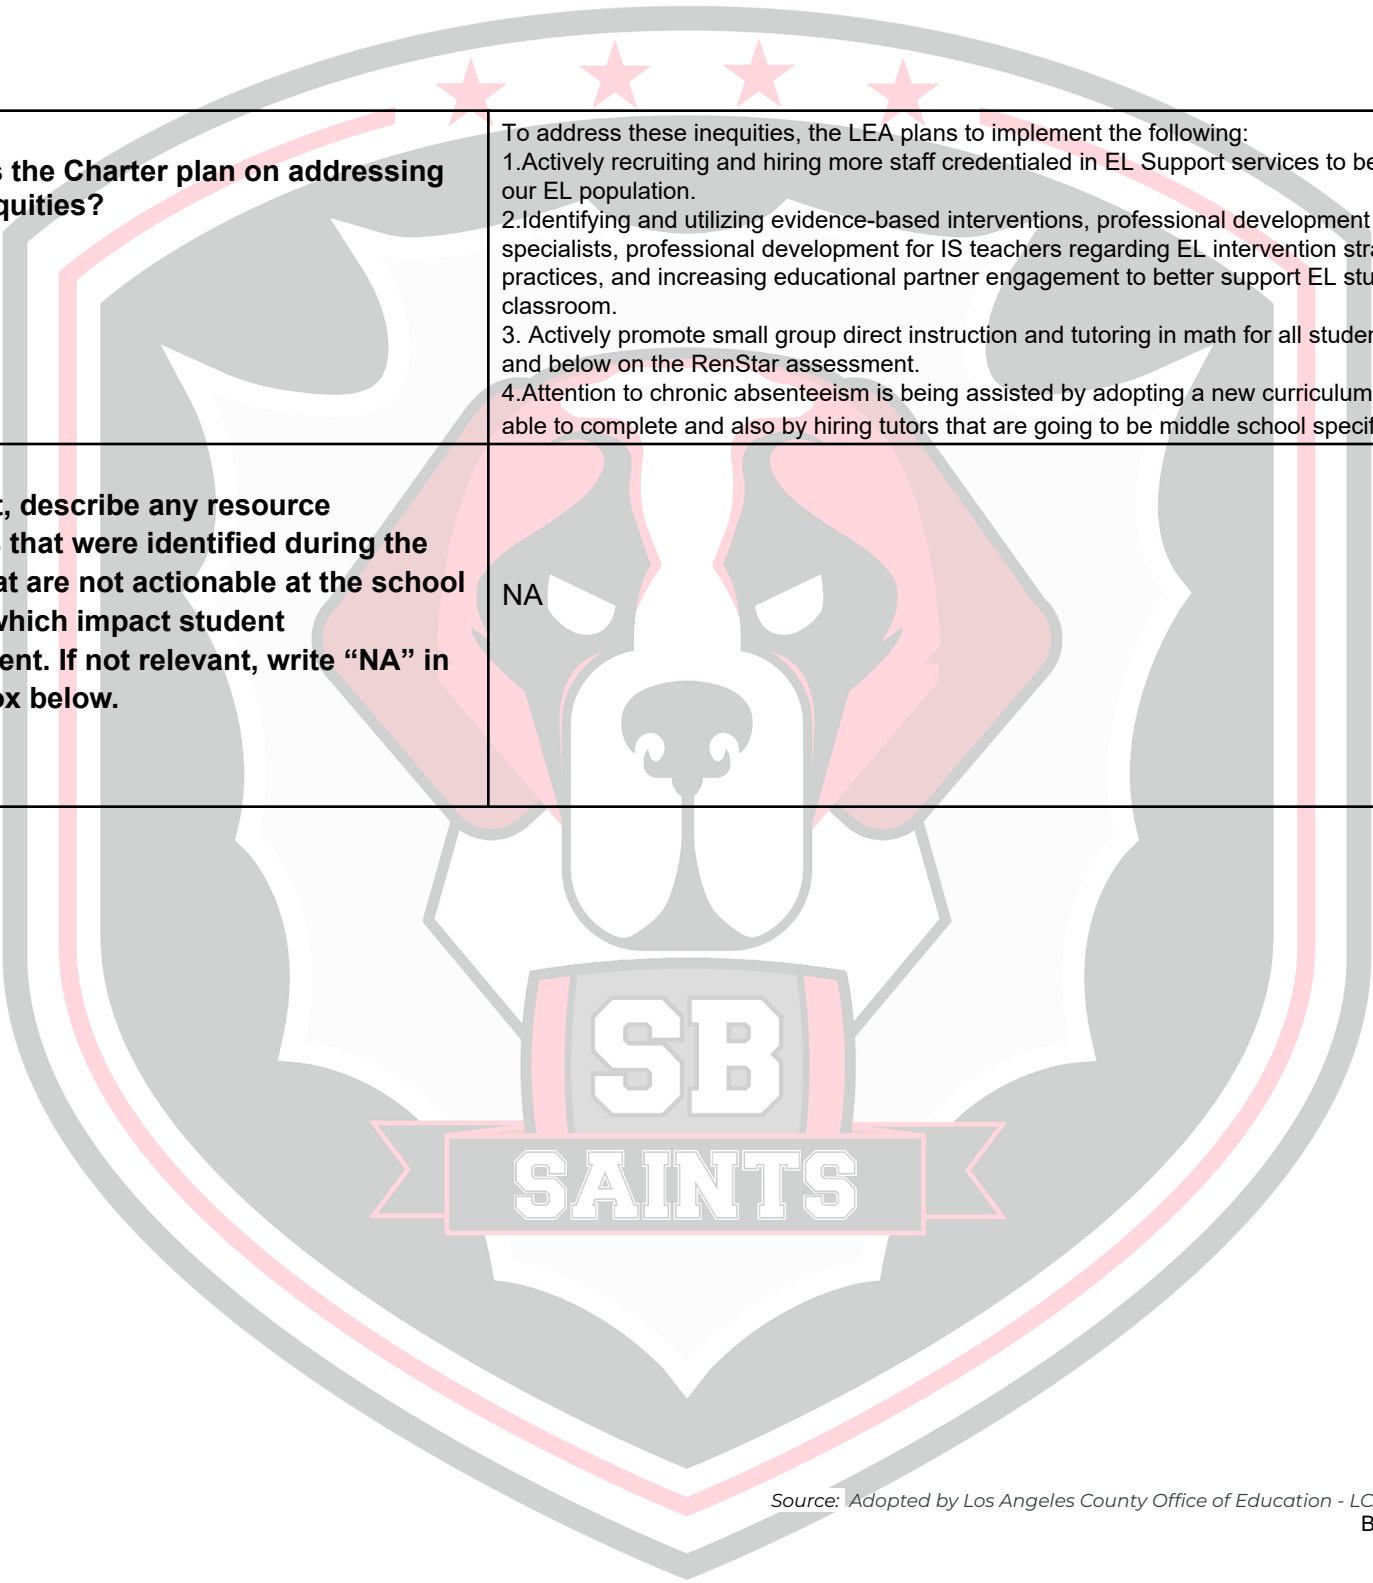 s the Charter plan on addressing
quities?
To address these inequities, the LEA plans to implement the following:
1.Actively recruiting and hiring more staff credentialed in EL Support services to be
our EL population.
2.Identifying and utilizing evidence-based interventions, professional development
specialists, professional development for IS teachers regarding EL intervention stra
practices, and increasing educational partner engagement to better support EL stu
classroom.
3. Actively promote small group direct instruction and tutoring in math for all studen
and below on the RenStar assessment.
4.Attention to chronic absenteeism is being assisted by adopting a new curriculum
able to complete and also by hiring tutors that are going to be middle school specif
t, describe any resource
s that were identified during the
at are not actionable at the school
which impact student
ent. If not relevant, write “NA” in
ox below.
NA
SB
SAINTS
Source: Adopted by Los Angeles County Office of Education - LC
B